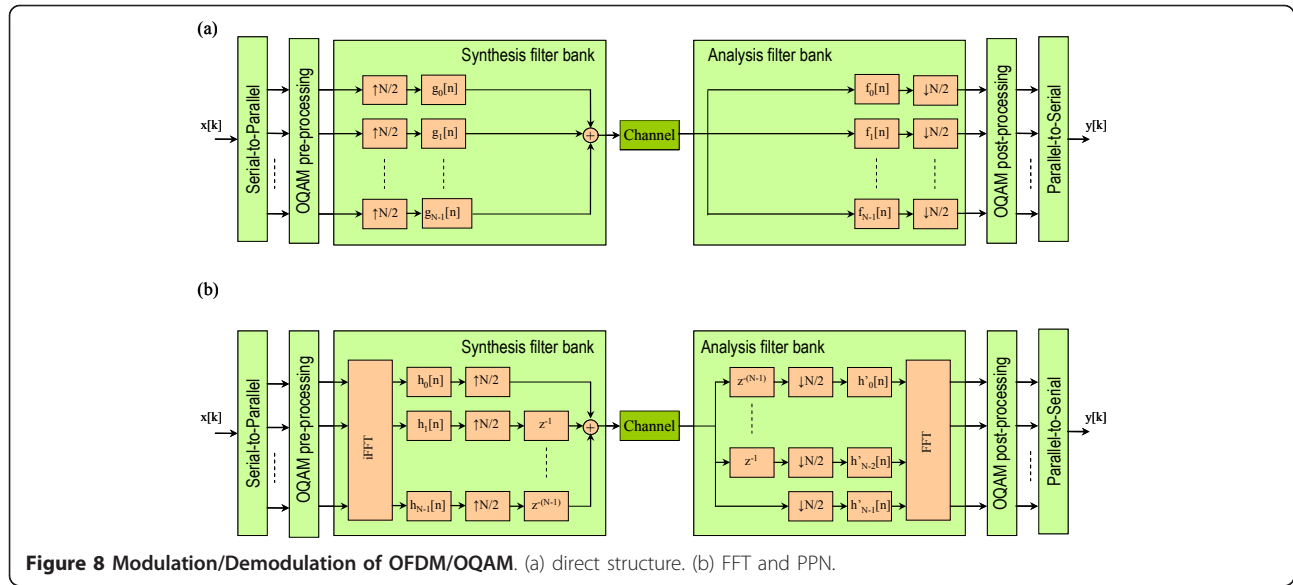 (a)
Synthesis filter bank
Analysis filter bank
x[k]
Serial-to-Parallel
OQAM pre-processing
↑N/2
g0[n]
↑N/2
g1[n]
↑N/2
gN-1[n]
+
Channel
f0[n]
↓N/2
f1[n]
↓N/2
fN-1[n]
↓N/2
OQAM post-processing
Parallel-to-Serial
y[k]
(b)
Synthesis filter bank
Analysis filter bank
x[k]
Serial-to-Parallel
OQAM pre-processing
iFFT
h0[n]
↑N/2
h1[n]
↑N/2
z-1
hN-1[n]
↑N/2
z-(N-1)
+
Channel
z-(N-1)
↓N/2
h'0[n]
z-1
↓N/2
h'N-2[n]
↓N/2
h'N-1[n]
FFT
OQAM post-processing
Parallel-to-Serial
y[k]
Figure 8 Modulation/Demodulation of OFDM/OQAM. (a) direct structure. (b) FFT and PPN.